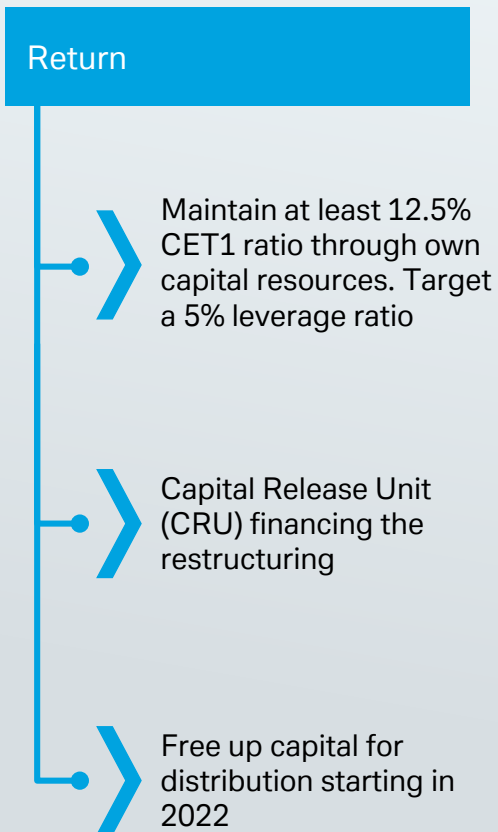 Return
Maintain at least 12.5%
CET1 ratio through own
capital resources. Target
a 5% leverage ratio
Capital Release Unit
(CRU) financing the
restructuring
Free up capital for
distribution starting in
2022